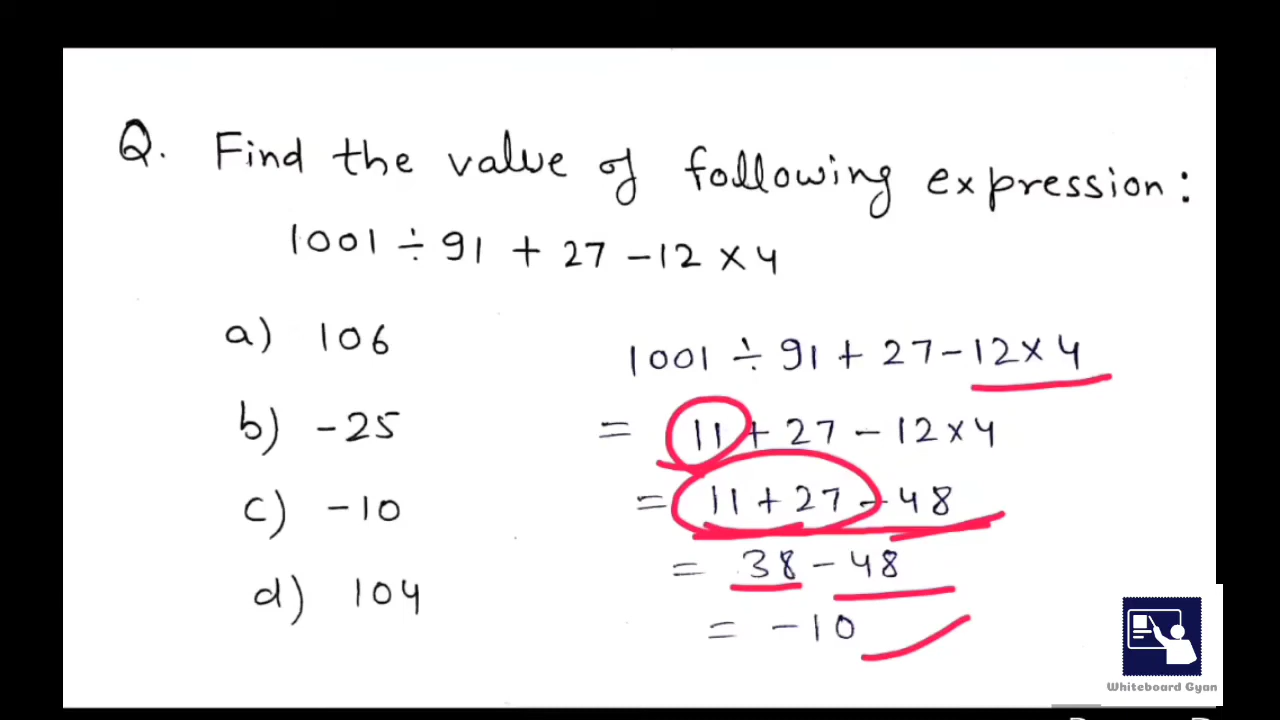 Q. Find the value of following expression:
1001 ÷ 91 + 27 - 12 × 4
a) 106
b) -25
c) -10
d) 104
1001 ÷ 91 + 27 - 12 × 4
= 11 + 27 - 12 × 4
= 11 + 27 - 48
= 38 - 48
= -10
Whiteboard Gyan